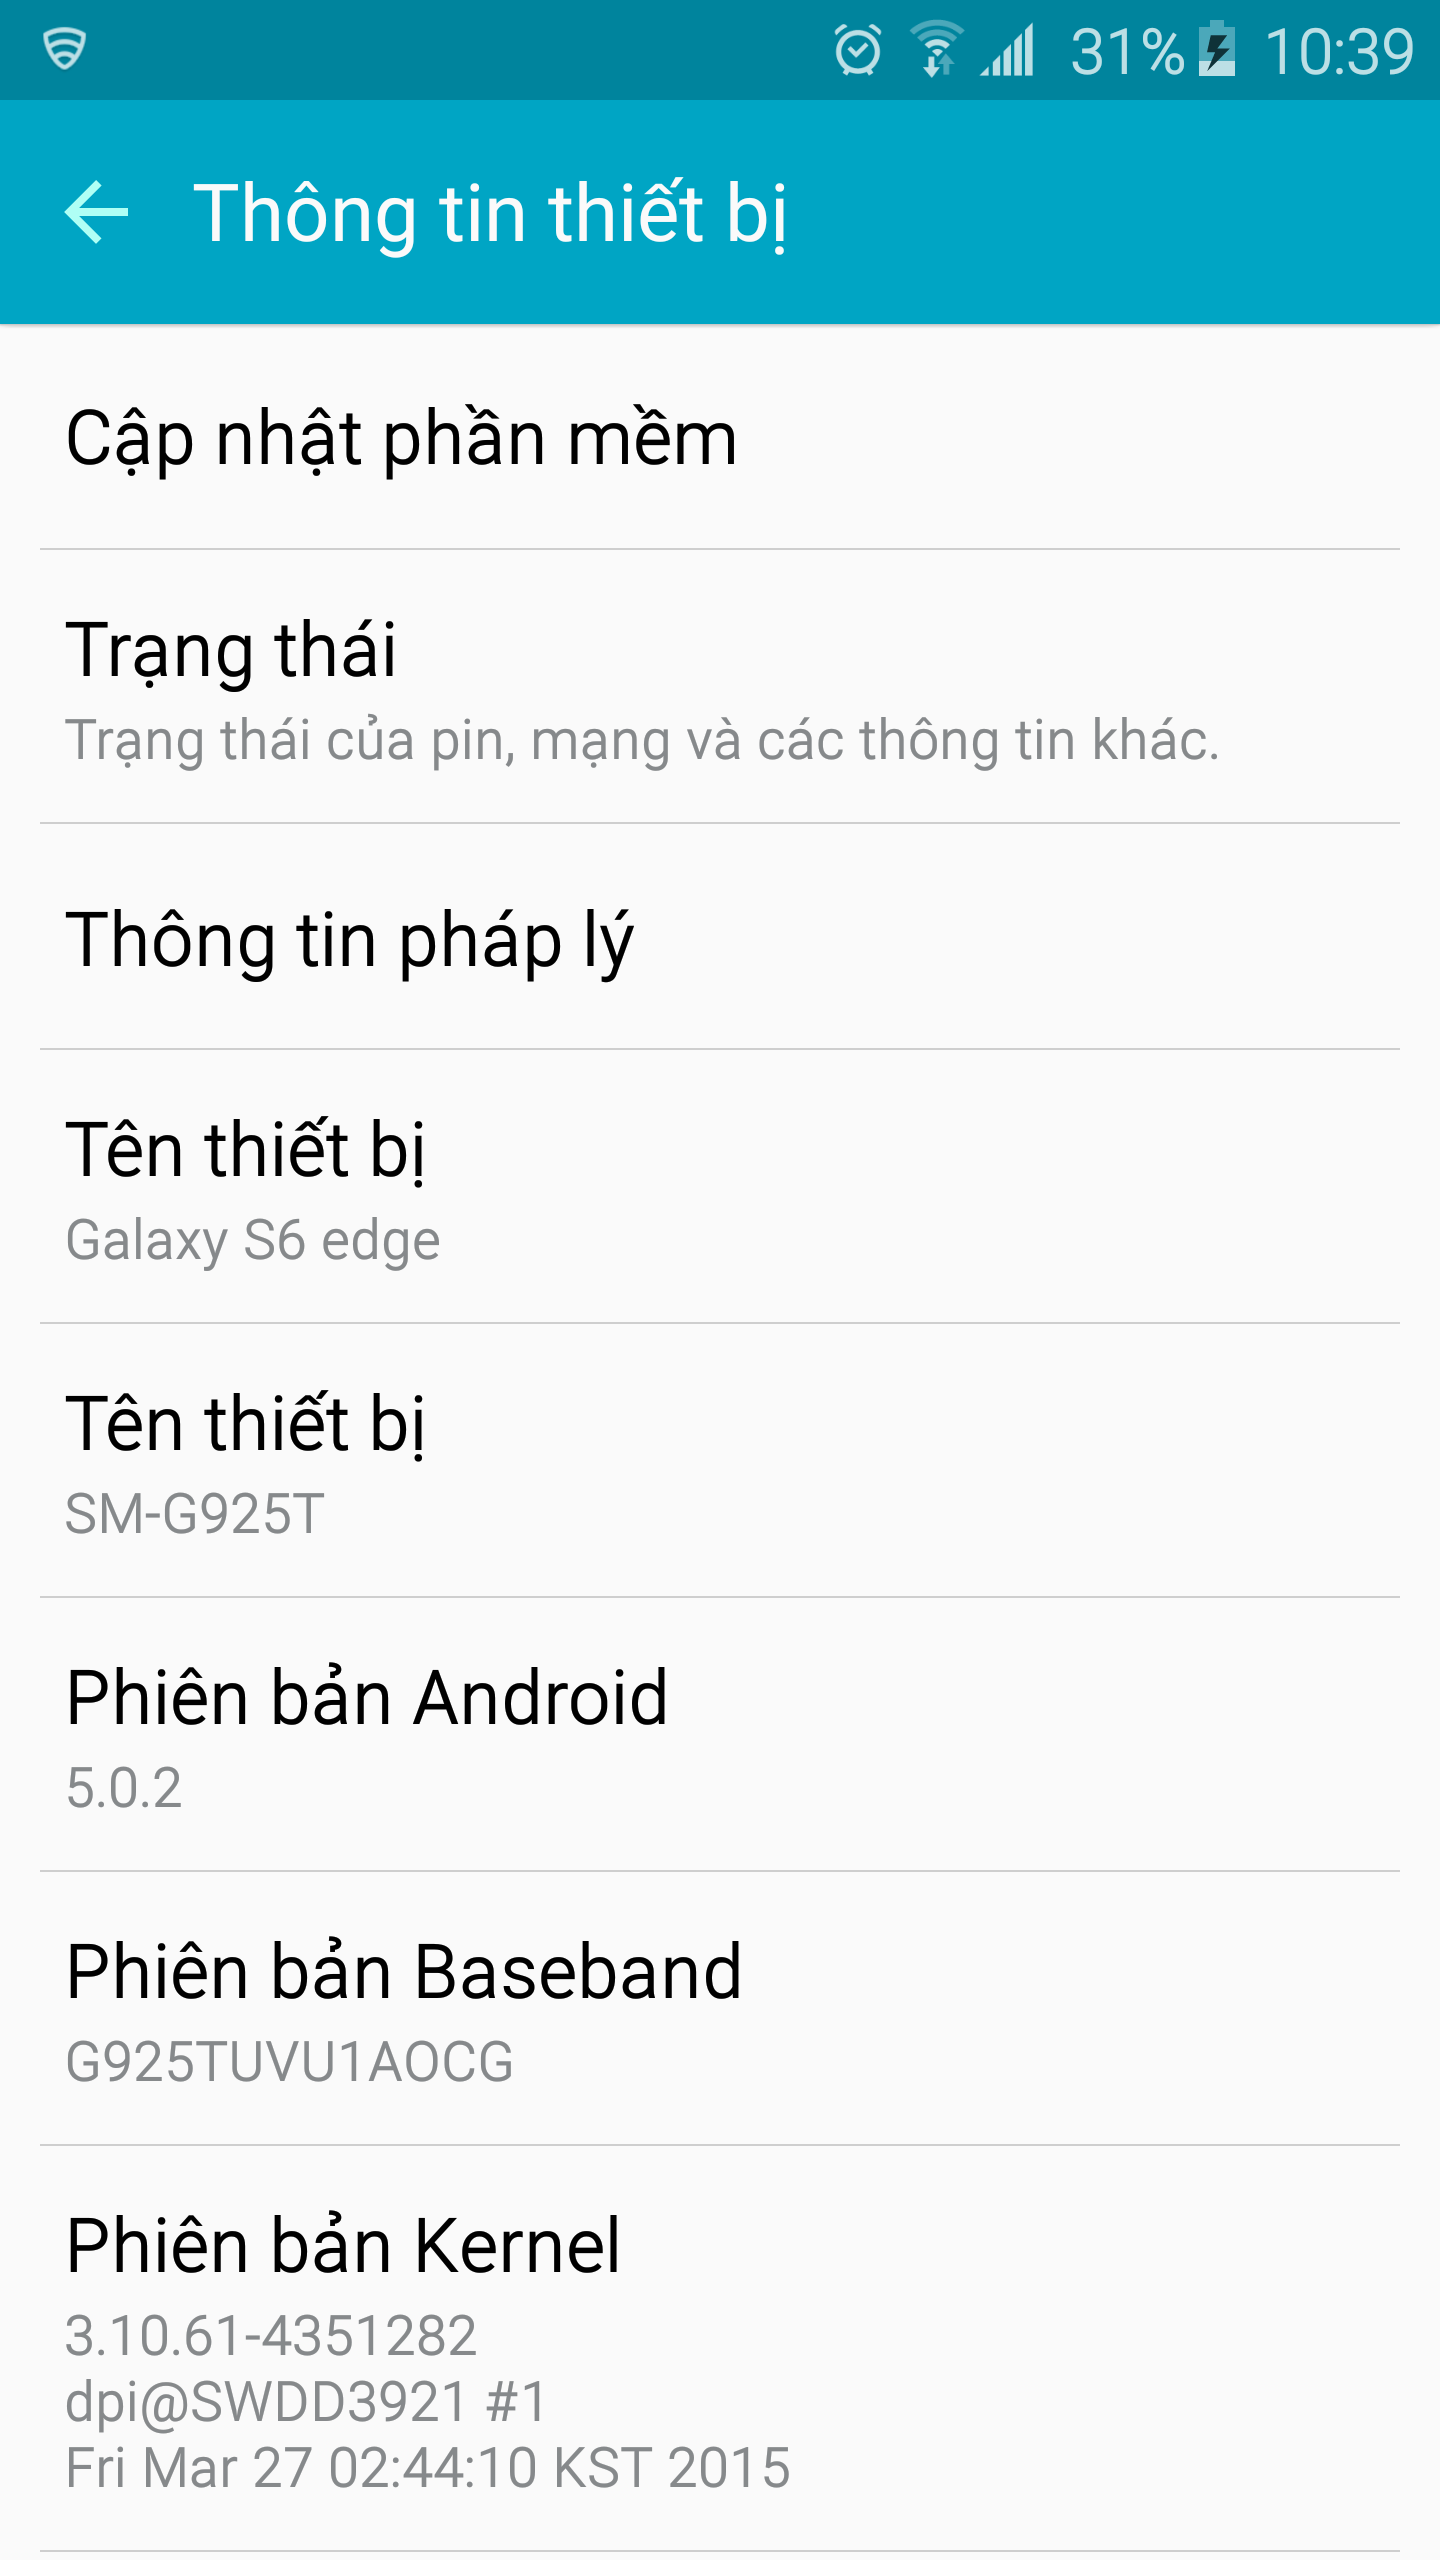 31% 10:39
Thông tin thiết bị
Cập nhật phần mềm
Trạng thái
Trạng thái của pin, mạng và các thông tin khác.
Thông tin pháp lý
Tên thiết bị
Galaxy S6 edge
Tên thiết bị
SM-G925T
Phiên bản Android
5.0.2
Phiên bản Baseband
G925TUVU1AOCG
Phiên bản Kernel
3.10.61-4351282
dpi@SWDD3921 #1
Fri Mar 27 02:44:10 KST 2015